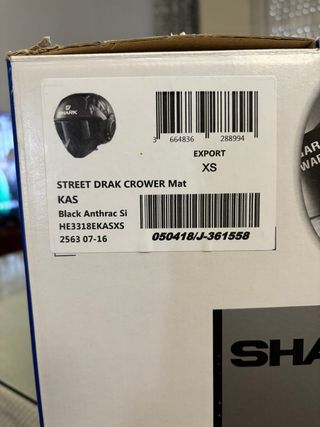 SHARK
3 664836 288994
EXPORT
XS
STREET DRAK CROWER Mat
KAS
Black Anthrac Si
HE3318EKASXS
2563 07-16
050418/J-361558
SHA